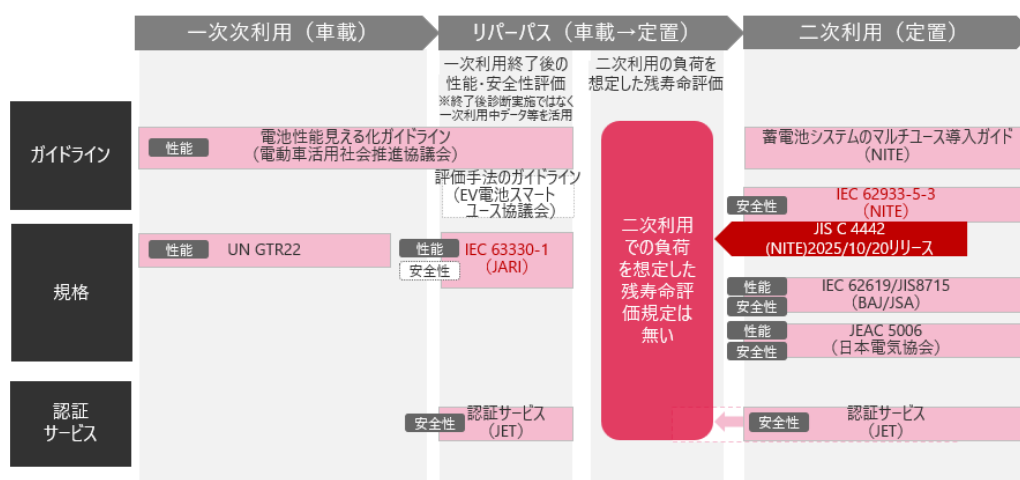 一次次利用（車載）
リパーパス（車載→定置）
二次利用（定置）
一次利用終了後の
性能・安全性評価
※終了後診断実施ではなく
一次利用中データ等を活用
二次利用の負荷を
想定した残寿命評価
ガイドライン
性能
電池性能見える化ガイドライン
(電動車活用社会推進協議会)
評価手法のガイドライン
(EV電池スマート
ユース協議会)
蓄電池システムのマルチユース導入ガイド
(NITE)
安全性
IEC 62933-5-3
(NITE)
規格
性能
UN GTR22
性能
安全性
IEC 63330-1
(JARI)
二次利用
での負荷
を想定した
残寿命評
価規定は
無い
JIS C 4442
(NITE)2025/10/20リリース
性能
安全性
IEC 62619/JIS8715
(BAJ/JSA)
性能
安全性
JEAC 5006
(日本電気協会)
認証
サービス
安全性
認証サービス
(JET)
安全性
認証サービス
(JET)